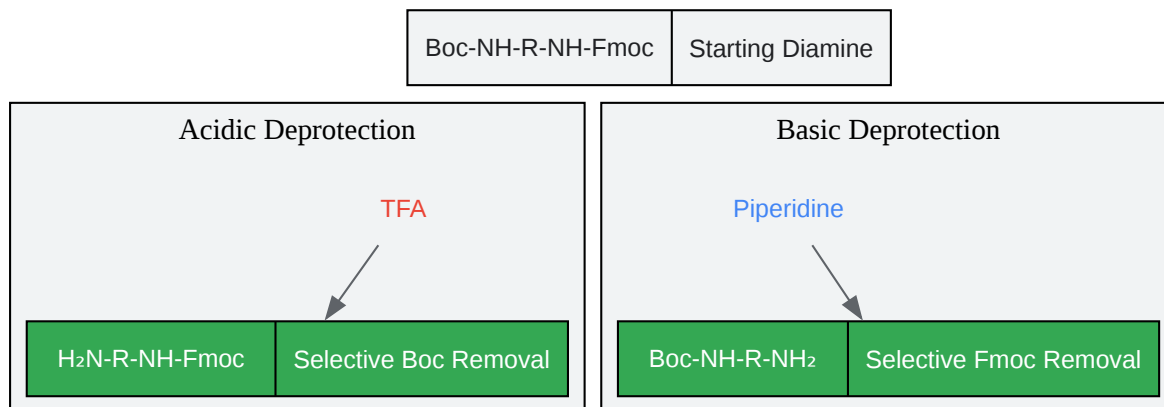 Boc-NH-R-NH-Fmoc Starting Diamine
Acidic Deprotection
TFA
H₂N-R-NH-Fmoc Selective Boc Removal
Basic Deprotection
Piperidine
Boc-NH-R-NH₂ Selective Fmoc Removal